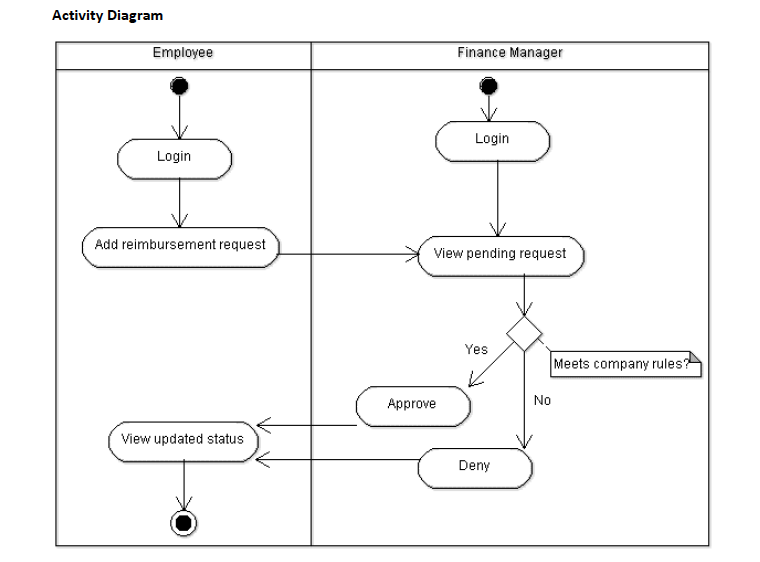 Activity Diagram
Employee
Finance Manager
Login
Login
Add reimbursement request
View pending request
Yes
Meets company rules?
Approve
No
View updated status
Deny